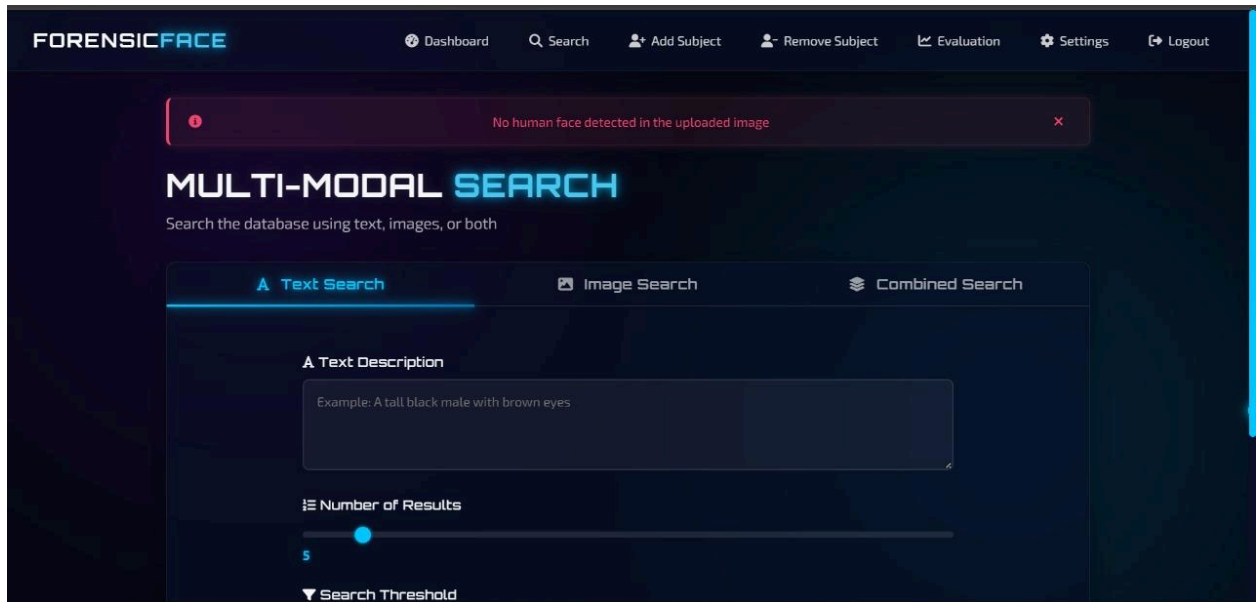 FORENSICFACE
Dashboard Search Add Subject Remove Subject Evaluation Settings Logout
No human face detected in the uploaded image
MULTI-MODAL SEARCH
Search the database using text, images, or both
Text Search Image Search Combined Search
Text Description
Example: A tall black male with brown eyes
Number of Results
5
Search Threshold